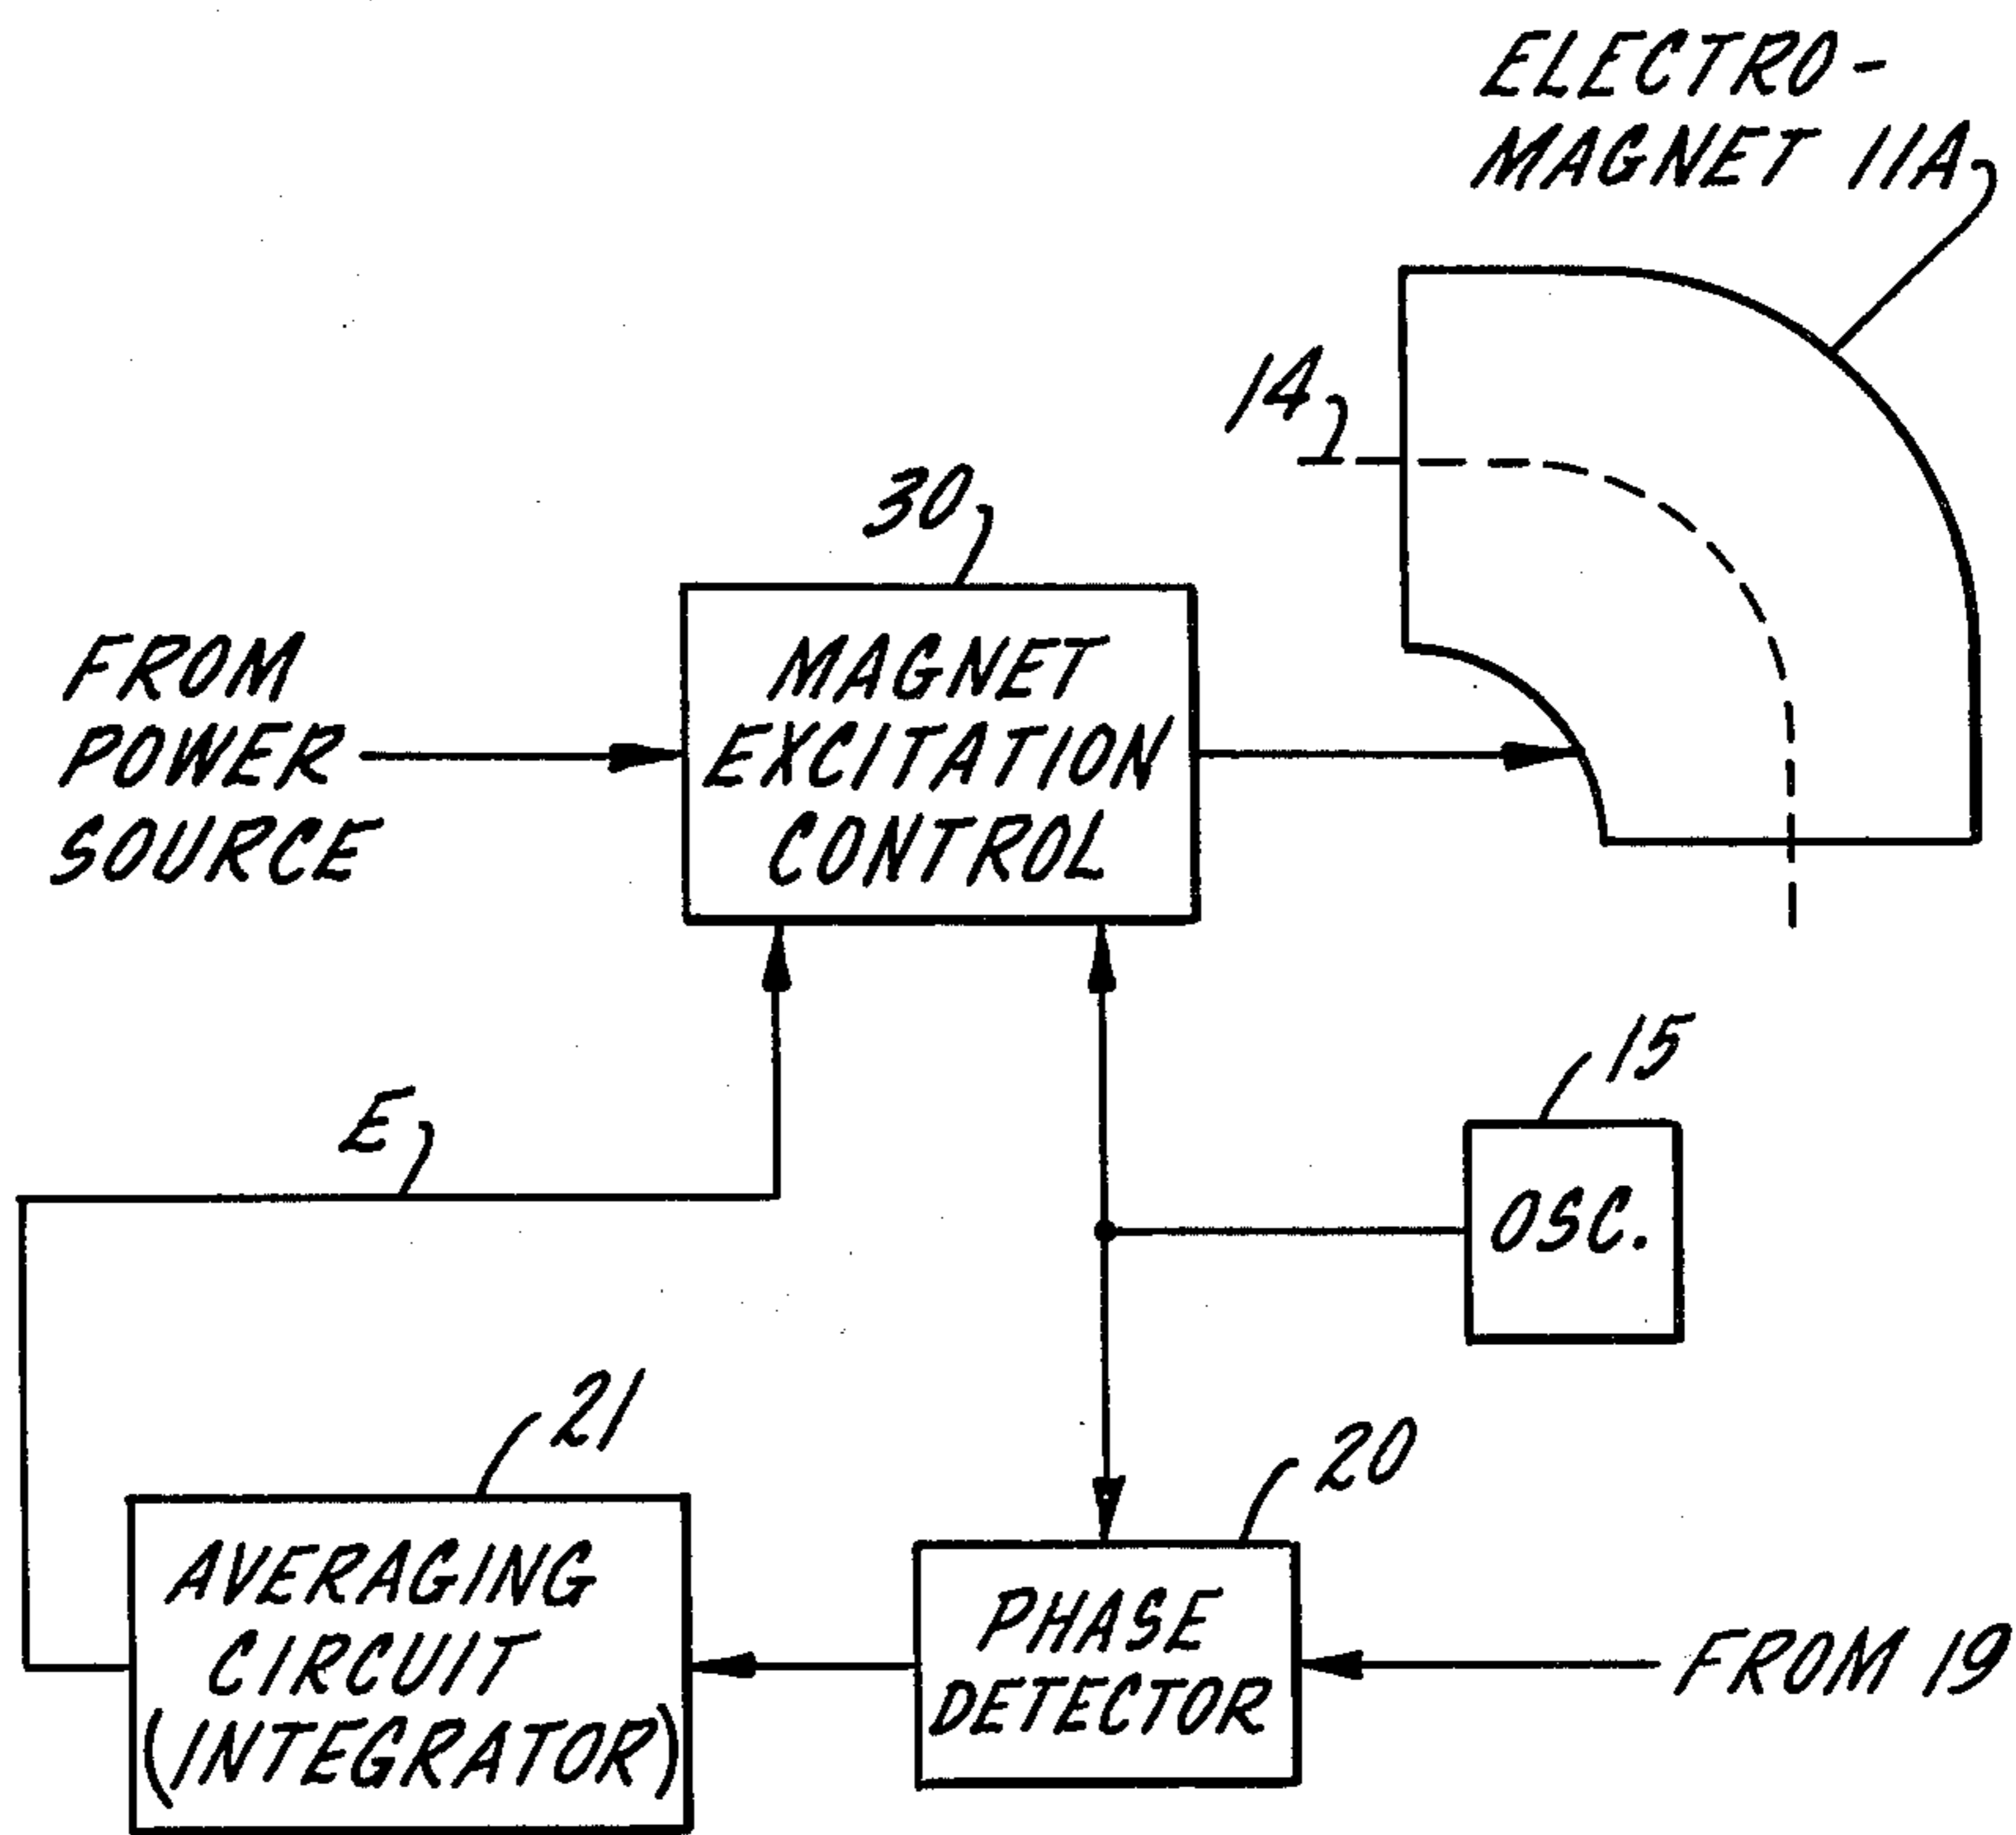 ELECTRO-
MAGNET 11A
14
30
FROM
POWER
SOURCE
MAGNET
EXCITATION
CONTROL
E
15
OSC.
21
20
AVERAGING
CIRCUIT
(INTEGRATOR)
PHASE
DETECTOR
FROM 19